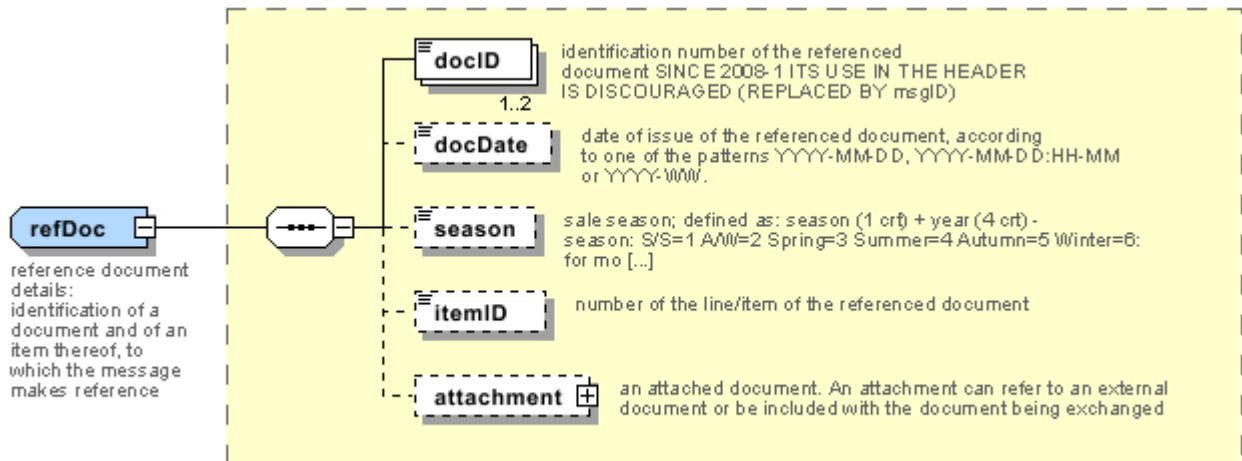 docID
1..2
identification number of the referenced
document SINCE 2008-1 ITS USE IN THE HEADER
IS DISCOURAGED (REPLACED BY msgID)
docDate
date of issue of the referenced document, according
to one of the patterns YYYY-MM-DD, YYYY-MM-DD:HH-MM
or YYYY-WW.
refDoc
reference document
details:
identification of a
document and of an
item thereof, to
which the message
makes reference
season
sale season; defined as: season (1 crt) + year (4 crt) -
season: S/S=1 A/W=2 Spring=3 Summer=4 Autumn=5 Winter=6:
for mo [...]
itemID
number of the line/item of the referenced document
attachment
an attached document. An attachment can refer to an external
document or be included with the document being exchanged